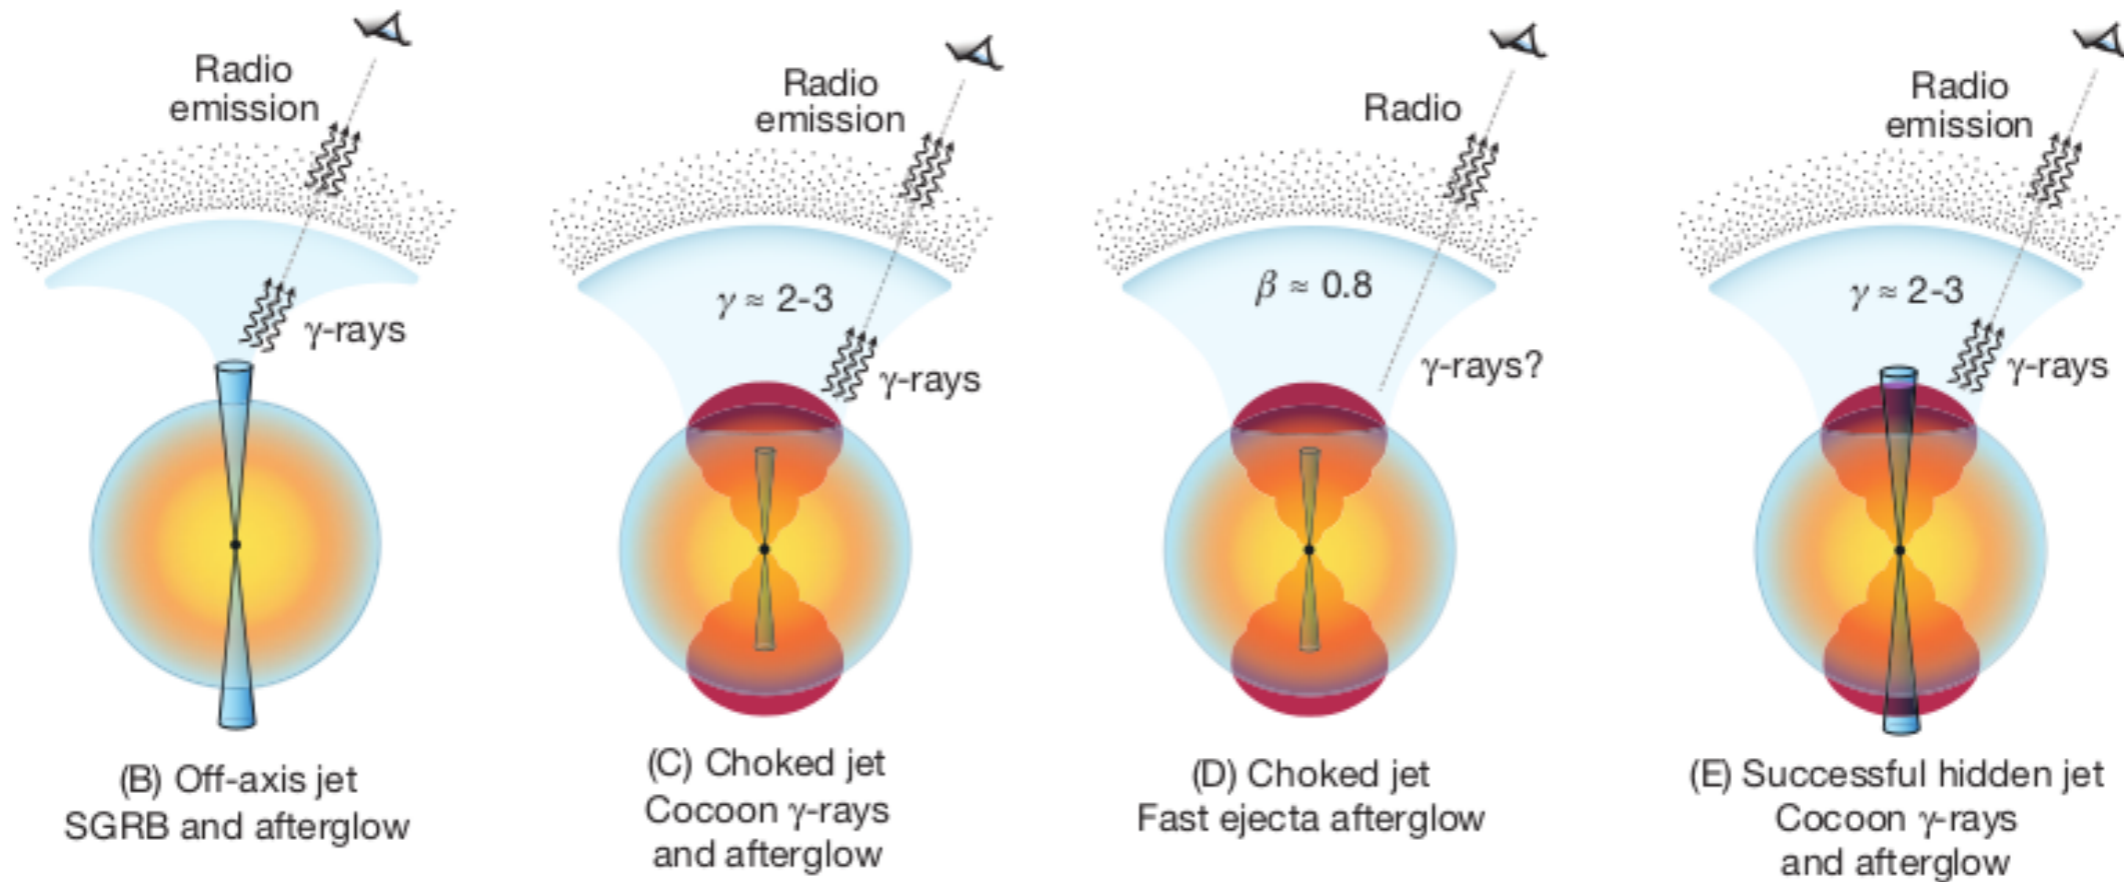 Radio
emission
γ-rays
(B) Off-axis jet
SGRB and afterglow
Radio
emission
γ ≈ 2-3
γ-rays
(C) Choked jet
Cocoon γ-rays
and afterglow
Radio
β ≈ 0.8
γ-rays?
(D) Choked jet
Fast ejecta afterglow
Radio
emission
γ ≈ 2-3
γ-rays
(E) Successful hidden jet
Cocoon γ-rays
and afterglow